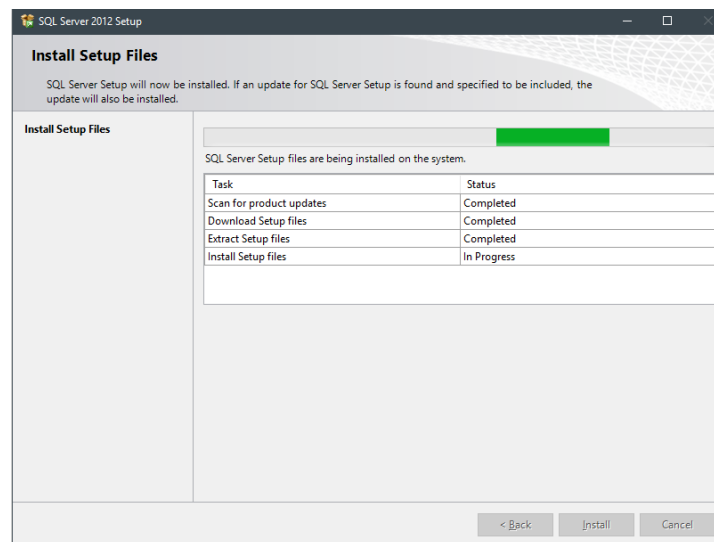 SQL Server 2012 Setup
Install Setup Files
SQL Server Setup will now be installed. If an update for SQL Server Setup is found and specified to be included, the
update will also be installed.
Install Setup Files
SQL Server Setup files are being installed on the system.
Task Status
Scan for product updates Completed
Download Setup files Completed
Extract Setup files Completed
Install Setup files In Progress
< Back Install Cancel